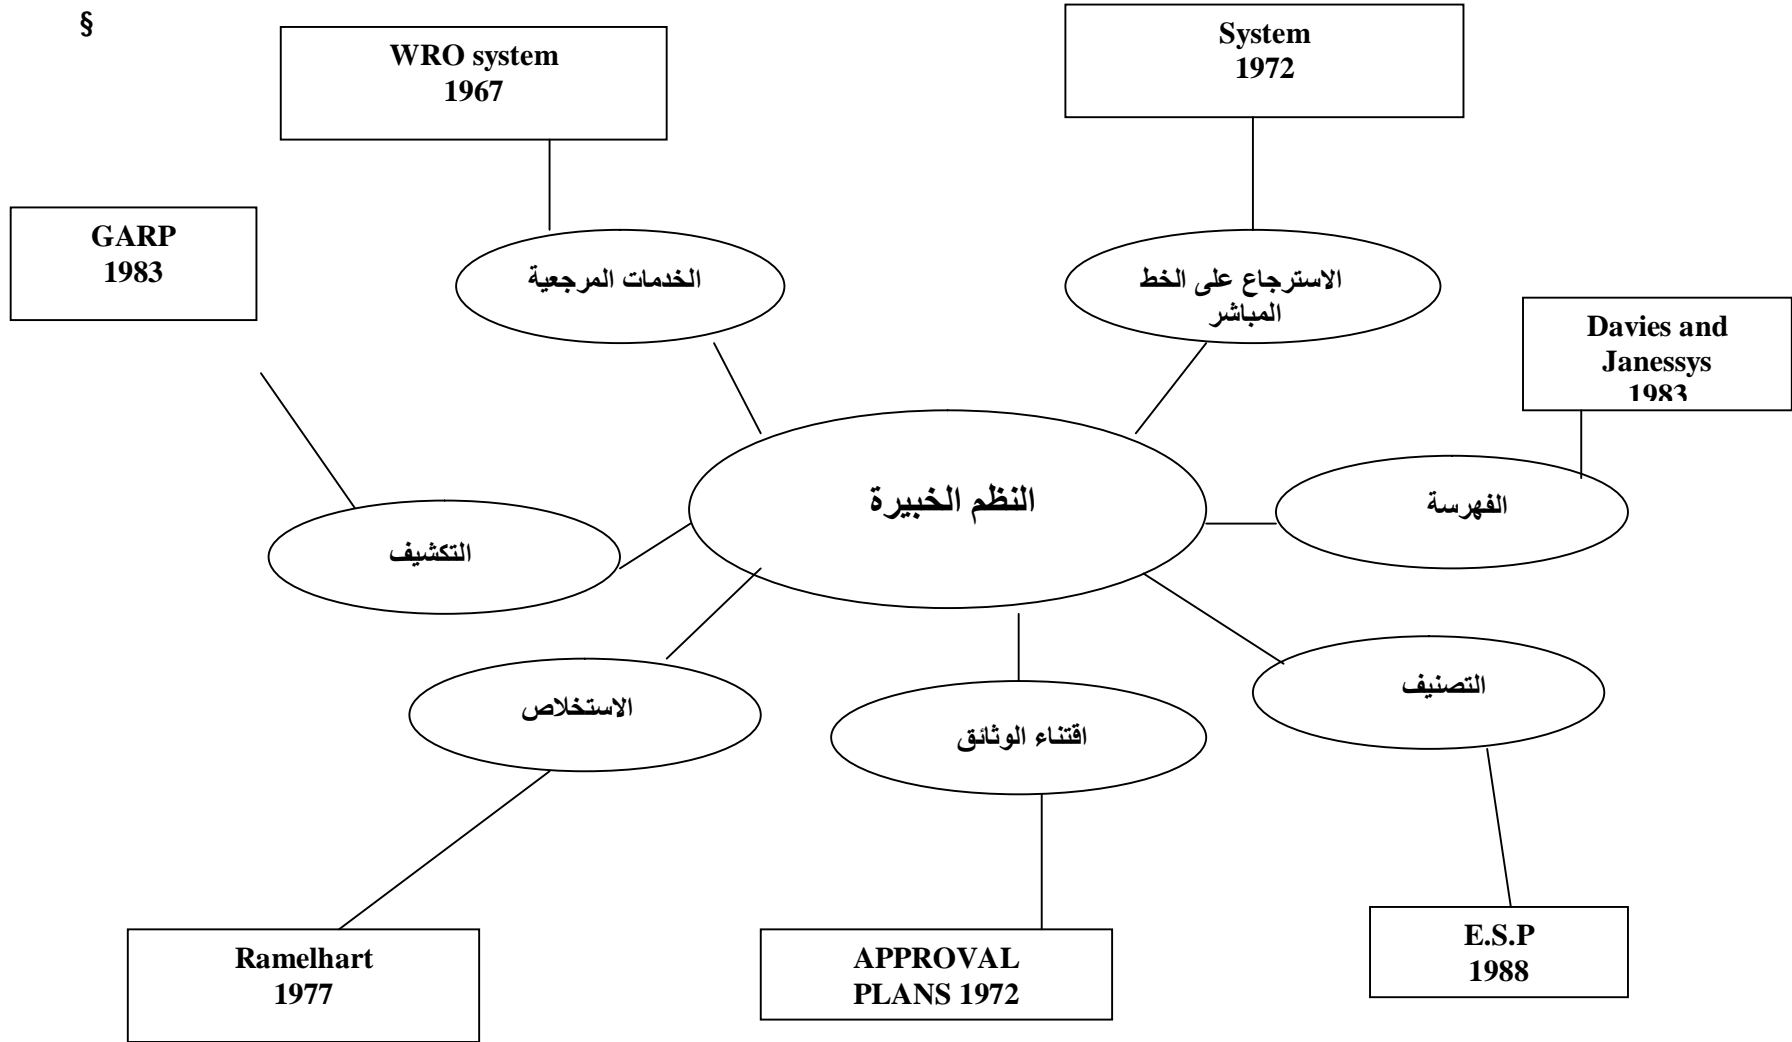 §
WRO system
1967
System
1972
GARP
1983
الخدمات المرجعية
الاسترجاع على الخط
المباشر
Davies and
Janessys
1983
النظم الخبيرة
الفهرسة
التكشيف
الاستخلاص
اقتناء الوثائق
التصنيف
Ramelhart
1977
APPROVAL
PLANS 1972
E.S.P
1988